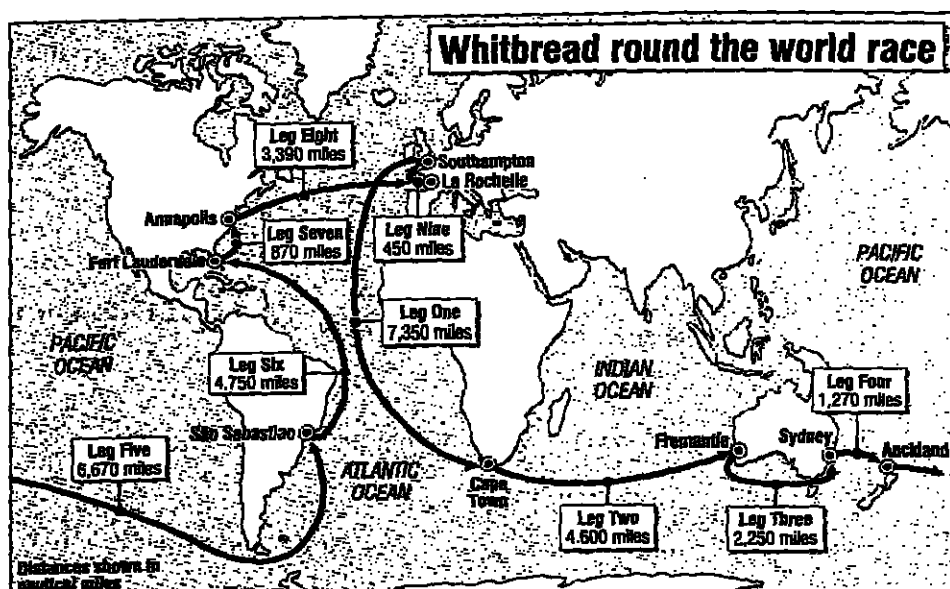 Whitbread round the world race
Leg Eight
3,390 miles
Southampton
La Rochelle
Annapolis
Leg Seven
870 miles
Leg Nine
450 miles
Fort Lauderdale
PACIFIC
OCEAN
Leg One
7,350 miles
PACIFIC
OCEAN
Leg Six
4,750 miles
INDIAN
OCEAN
Leg Four
1,270 miles
São Sebastiao
Fremantle
Sydney
Auckland
Leg Five
6,670 miles
ATLANTIC
OCEAN
Cape
Town
Leg Two
4,600 miles
Leg Three
2,250 miles
Distances shown in
nautical miles